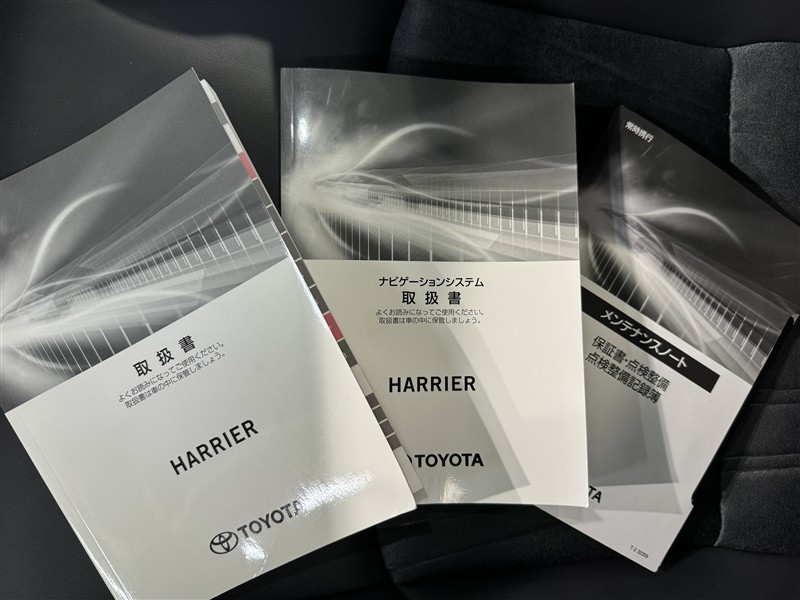 取扱書
よくお読みになってご使用ください。
取扱書は車の中に保管しましょう。
HARRIER
TOYOTA
ナビゲーションシステム
取扱書
よくお読みになってご使用ください。
取扱書は車の中に保管しましょう。
HARRIER
TOYOTA
常時携行
メンテナンスノート
保証書・点検整備
点検整備記録簿
TA